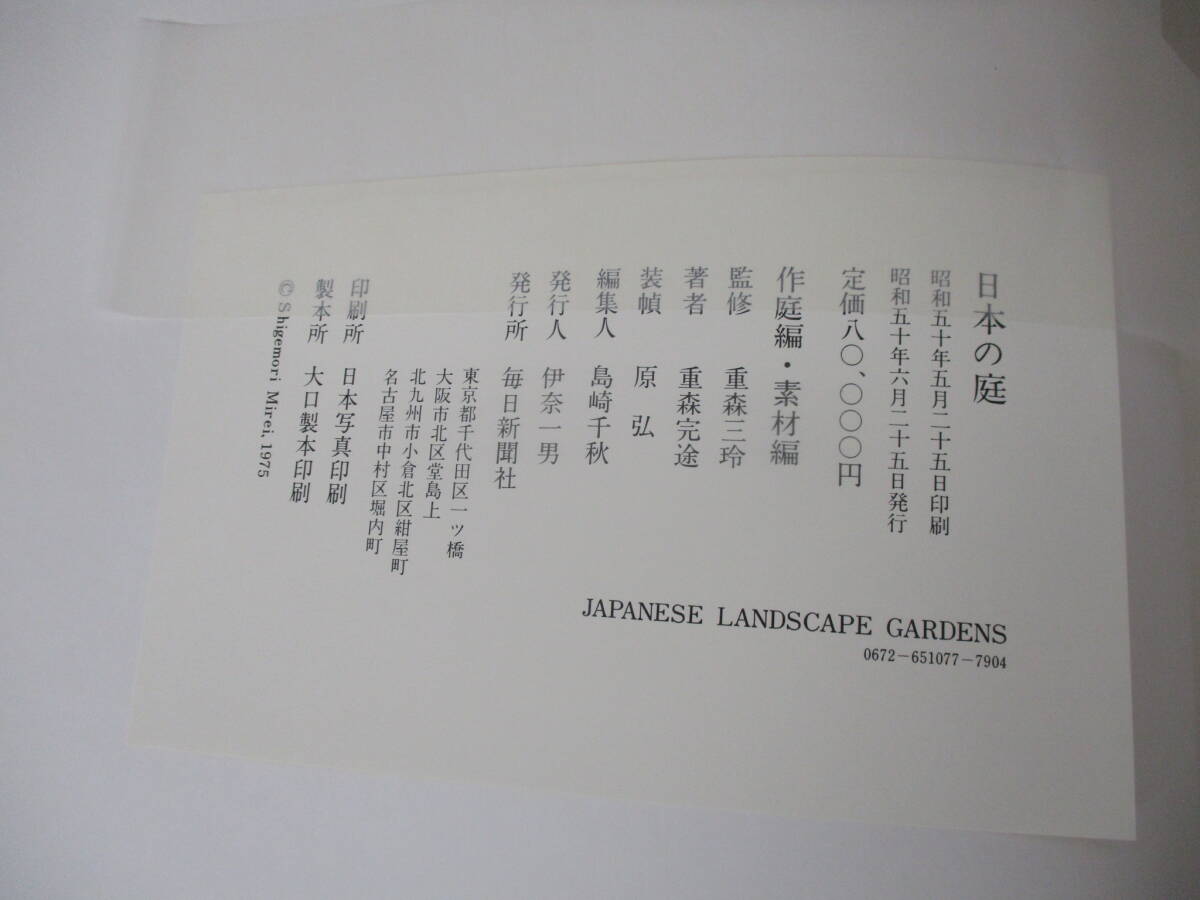 日本の庭
昭和五十年五月二十五日印刷
昭和五十年六月二十五日発行
定価八〇、〇〇〇円
作庭編・素材編
監修 重森三玲
著者 重森完途
装幀 原 弘
編集人 島崎千秋
発行人 伊奈一男
発行所 毎日新聞社
東京都千代田区一ツ橋
大阪市北区堂島上
北九州市小倉北区紺屋町
名古屋市中村区堀内町
印刷所 日本写真印刷
製本所 大口製本印刷
© Shigemori Mirei, 1975
JAPANESE LANDSCAPE GARDENS
0672−651077−7904